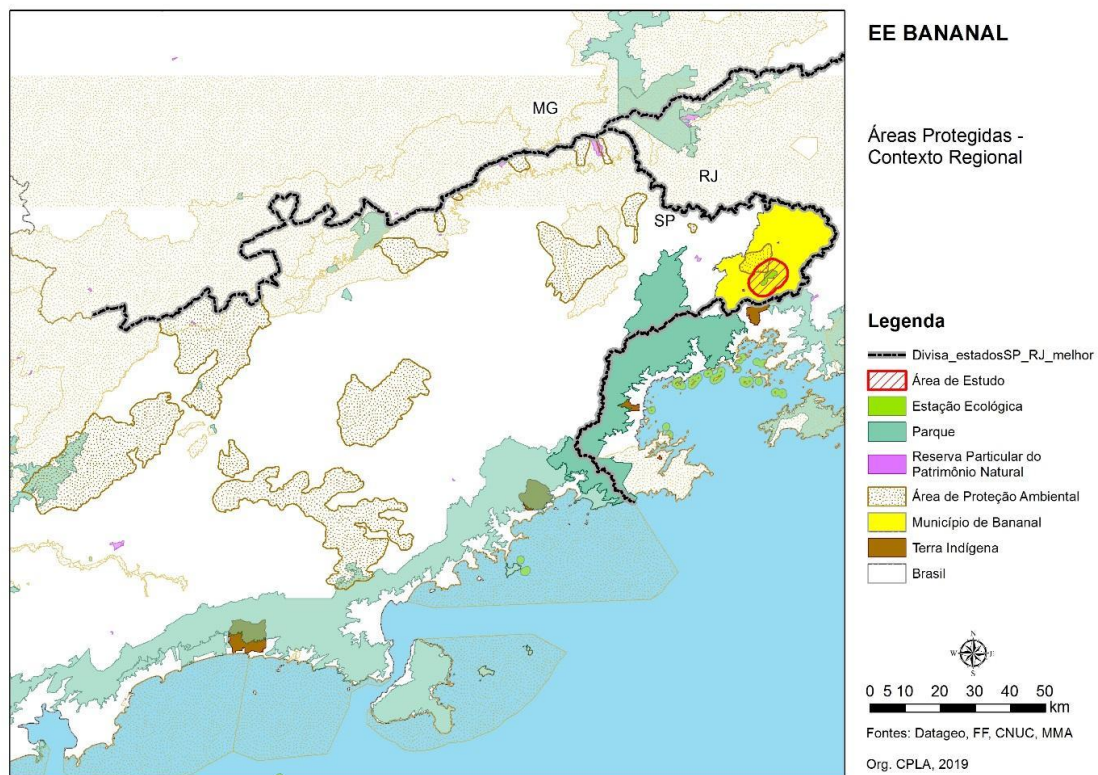 EE BANANAL
Áreas Protegidas -
Contexto Regional
MG
RJ
SP
Legenda
Divisa_estadosSP_RJ_melhor
Área de Estudo
Estação Ecológica
Parque
Reserva Particular do
Patrimônio Natural
Área de Proteção Ambiental
Município de Bananal
Terra Indígena
Brasil
N
W E
S
0 5 10 20 30 40 50
km
Fontes: Datageo, FF, CNUC, MMA
Org. CPLA, 2019